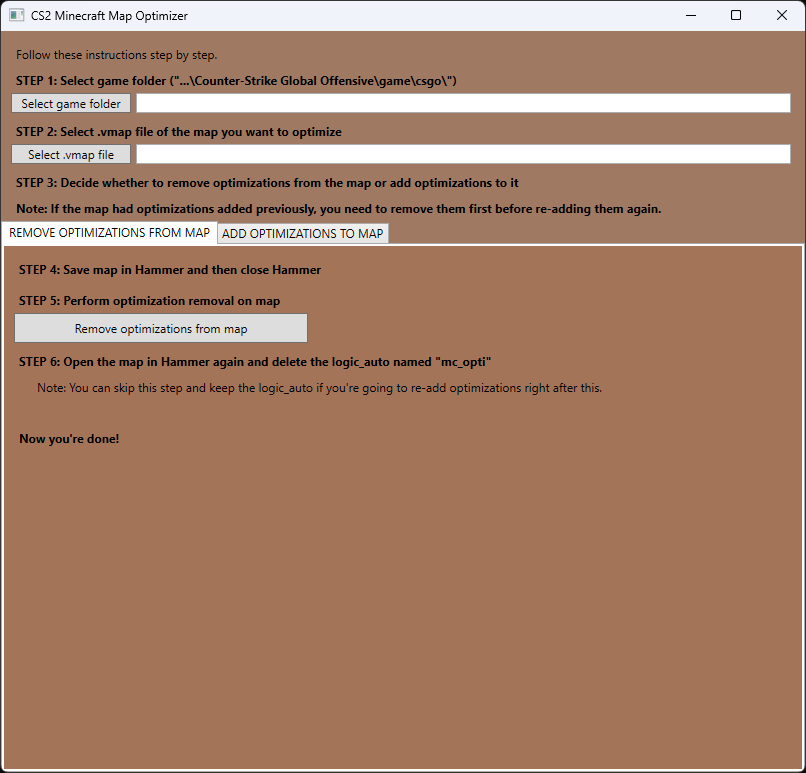 CS2 Minecraft Map Optimizer
Follow these instructions step by step.
STEP 1: Select game folder ("...\Counter-Strike Global Offensive\game\csgo\")
Select game folder
STEP 2: Select .vmap file of the map you want to optimize
Select .vmap file
STEP 3: Decide whether to remove optimizations from the map or add optimizations to it
Note: If the map had optimizations added previously, you need to remove them first before re-adding them again.
REMOVE OPTIMIZATIONS FROM MAP ADD OPTIMIZATIONS TO MAP
STEP 4: Save map in Hammer and then close Hammer
STEP 5: Perform optimization removal on map
Remove optimizations from map
STEP 6: Open the map in Hammer again and delete the logic_auto named "mc_opti"
Note: You can skip this step and keep the logic_auto if you're going to re-add optimizations right after this.
Now you're done!